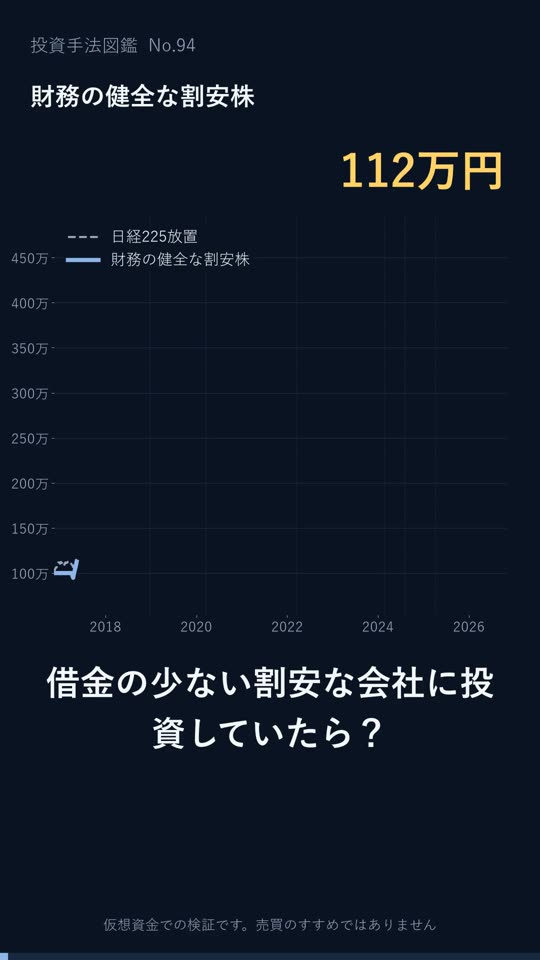 投資手法図鑑 No.94
財務の健全な割安株
112万円
日経225放置
財務の健全な割安株
450万
400万
350万
300万
250万
200万
150万
100万
2018 2020 2022 2024 2026
借金の少ない割安な会社に投
資していたら？
仮想資金での検証です。売買のすすめではありません